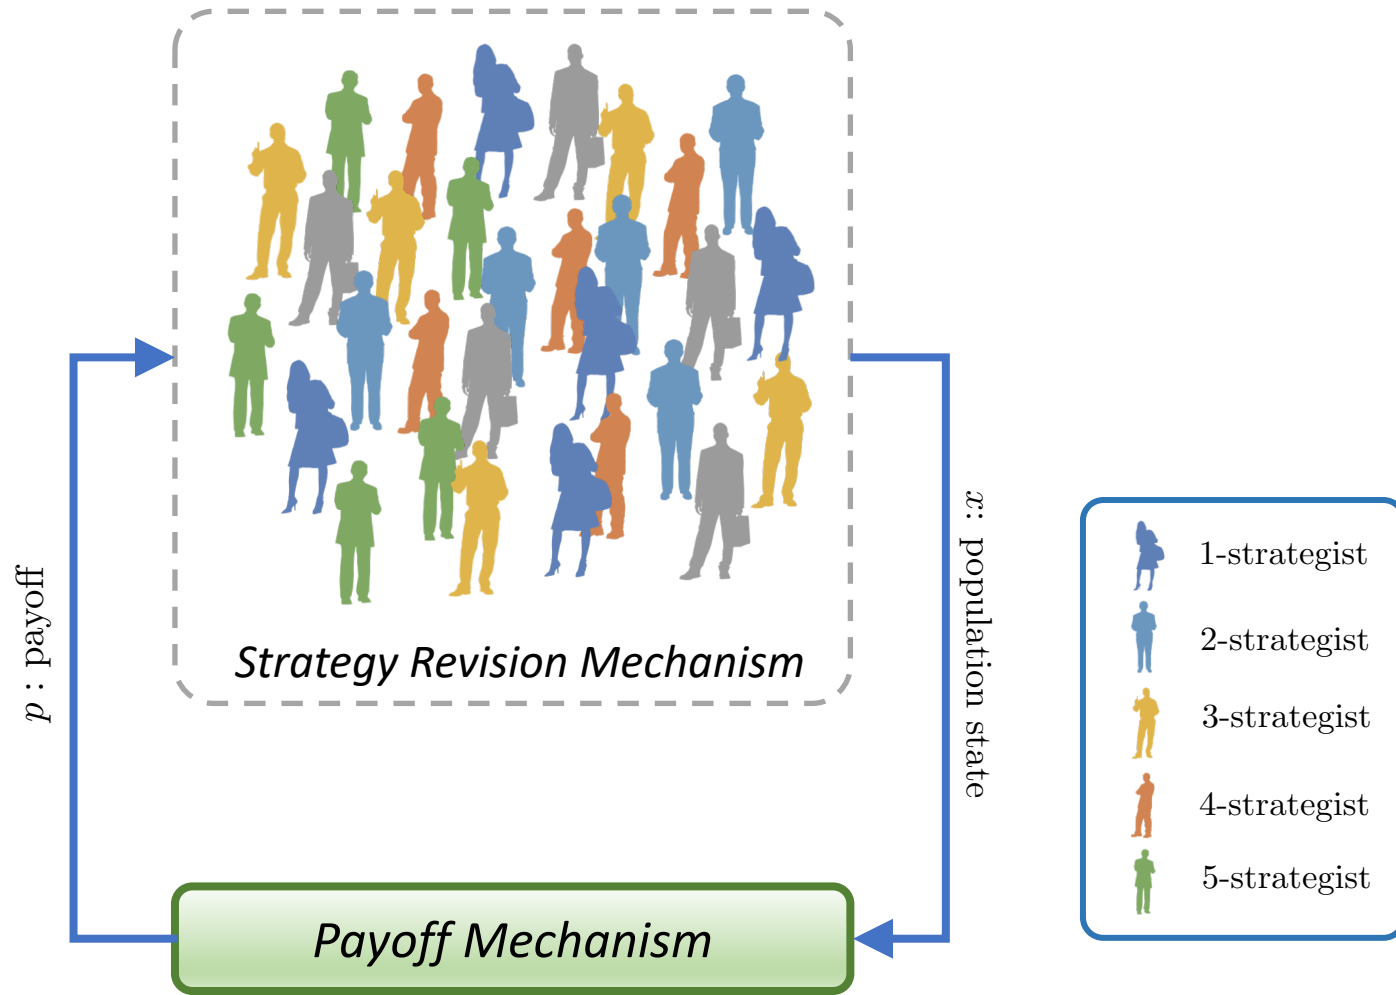 Strategy Revision Mechanism
p : payoff
x: population state
Payoff Mechanism
1-strategist
2-strategist
3-strategist
4-strategist
5-strategist